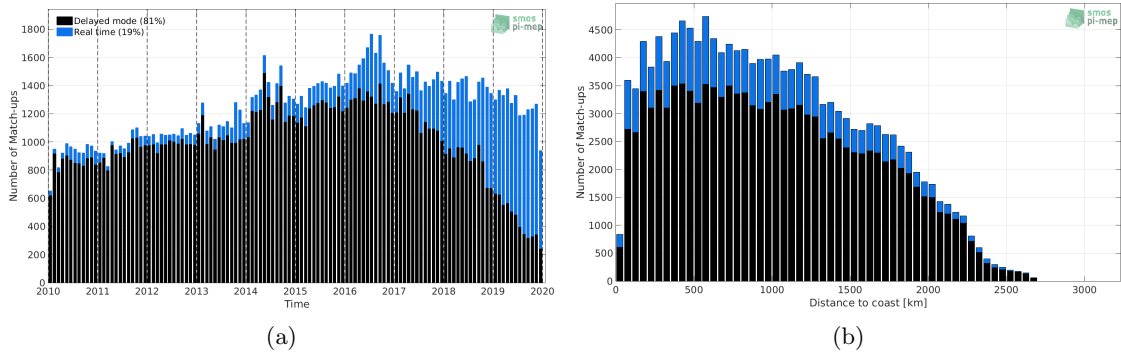 Delayed mode (81%)
Real time (19%)
smos
pi-mep
Number of Match-ups
1800
1600
1400
1200
1000
800
600
400
200
0
2010 2011 2012 2013 2014 2015 2016 2017 2018 2019 2020
Time
(a)
smos
pi-mep
Number of Match-ups
4500
4000
3500
3000
2500
2000
1500
1000
500
0
0 500 1000 1500 2000 2500 3000
Distance to coast [km]
(b)